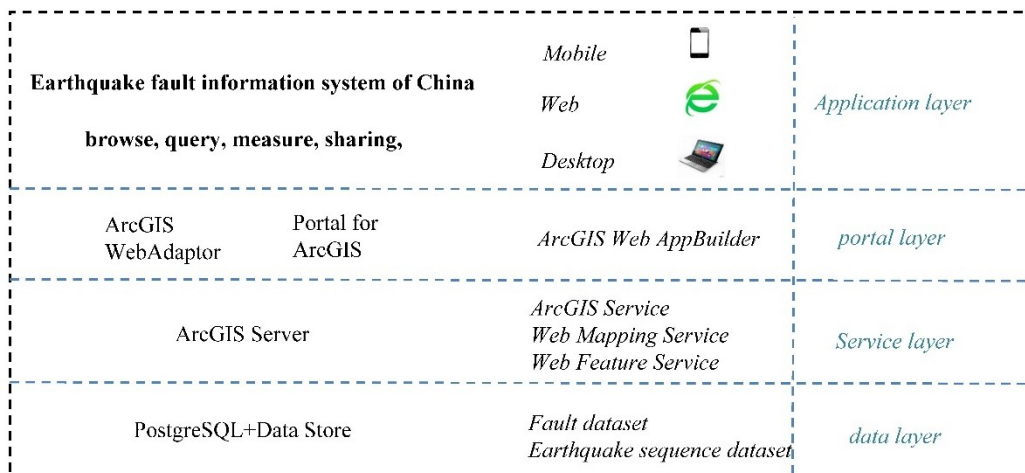 Earthquake fault information system of China
browse, query, measure, sharing,
Mobile
Web
Desktop
Application layer
ArcGIS
WebAdaptor
Portal for
ArcGIS
ArcGIS Web AppBuilder
portal layer
ArcGIS Server
ArcGIS Service
Web Mapping Service
Web Feature Service
Service layer
PostgreSQL+Data Store
Fault dataset
Earthquake sequence dataset
data layer